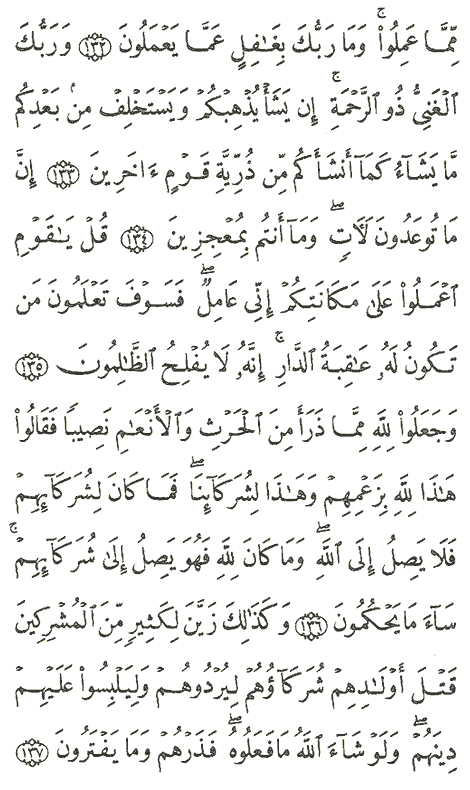 مِّمَّا عَمِلُوا۟ ۚ وَمَا رَبُّكَ بِغَٰفِلٍ عَمَّا يَعْمَلُونَ ١٣٢ وَرَبُّكَ
ٱلْغَنِىُّ ذُو ٱلرَّحْمَةِ ۚ إِن يَشَأْ يُذْهِبْكُمْ وَيَسْتَخْلِفْ مِنۢ بَعْدِكُم
مَّا يَشَآءُ كَمَآ أَنشَأَكُم مِّن ذُرِّيَّةِ قَوْمٍ ءَاخَرِينَ ١٣٣ إِنَّ
مَا تُوعَدُونَ لَءَاتٍ ۖ وَمَآ أَنتُم بِمُعْجِزِينَ ١٣٤ قُلْ يَٰقَوْمِ
ٱعْمَلُوا۟ عَلَىٰ مَكَانَتِكُمْ إِنِّى عَامِلٌ ۖ فَسَوْفَ تَعْلَمُونَ مَن
تَكُونُ لَهُۥ عَٰقِبَةُ ٱلدَّارِ ۚ إِنَّهُۥ لَا يُفْلِحُ ٱلظَّٰلِمُونَ ١٣٥
وَجَعَلُوا۟ لِلَّهِ مِمَّا ذَرَأَ مِنَ ٱلْحَرْثِ وَٱلْأَنْعَٰمِ نَصِيبًا فَقَالُوا۟
هَٰذَا لِلَّهِ بِزَعْمِهِمْ وَهَٰذَا لِشُرَكَآئِنَا ۖ فَمَا كَانَ لِشُرَكَآئِهِمْ
فَلَا يَصِلُ إِلَى ٱللَّهِ ۖ وَمَا كَانَ لِلَّهِ فَهُوَ يَصِلُ إِلَىٰ شُرَكَآئِهِمْ ۗ
سَآءَ مَا يَحْكُمُونَ ١٣٦ وَكَذَٰلِكَ زَيَّنَ لِكَثِيرٍ مِّنَ ٱلْمُشْرِكِينَ
قَتْلَ أَوْلَٰدِهِمْ شُرَكَآؤُهُمْ لِيُرْدُوهُمْ وَلِيَلْبِسُوا۟ عَلَيْهِمْ
دِينَهُمْ ۖ وَلَوْ شَآءَ ٱللَّهُ مَا فَعَلُوهُ ۖ فَذَرْهُمْ وَمَا يَفْتَرُونَ ١٣٧